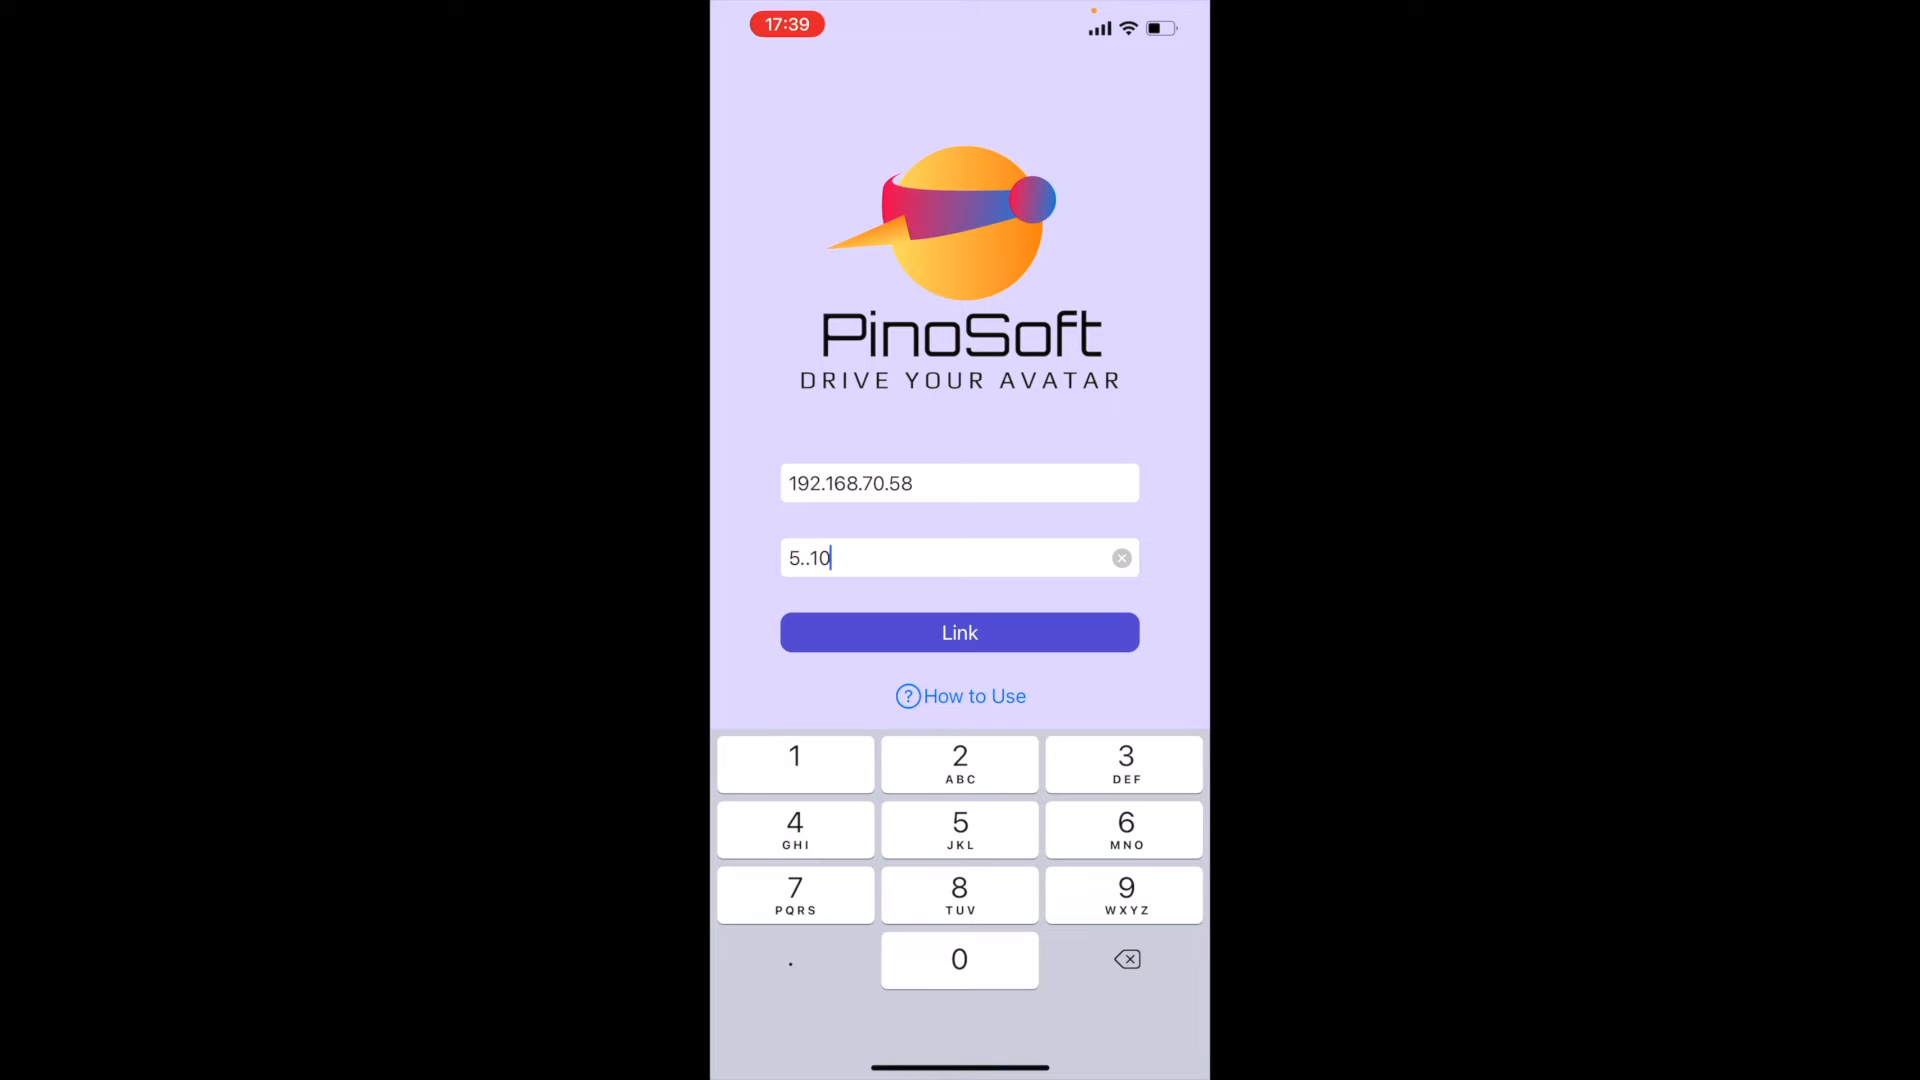 17:39
PinoSoft
DRIVE YOUR AVATAR
192.168.70.58
5..10
Link
? How to Use
1 2 3
ABC DEF
4 5 6
GHI JKL MNO
7 8 9
PQRS TUV WXYZ
. 0